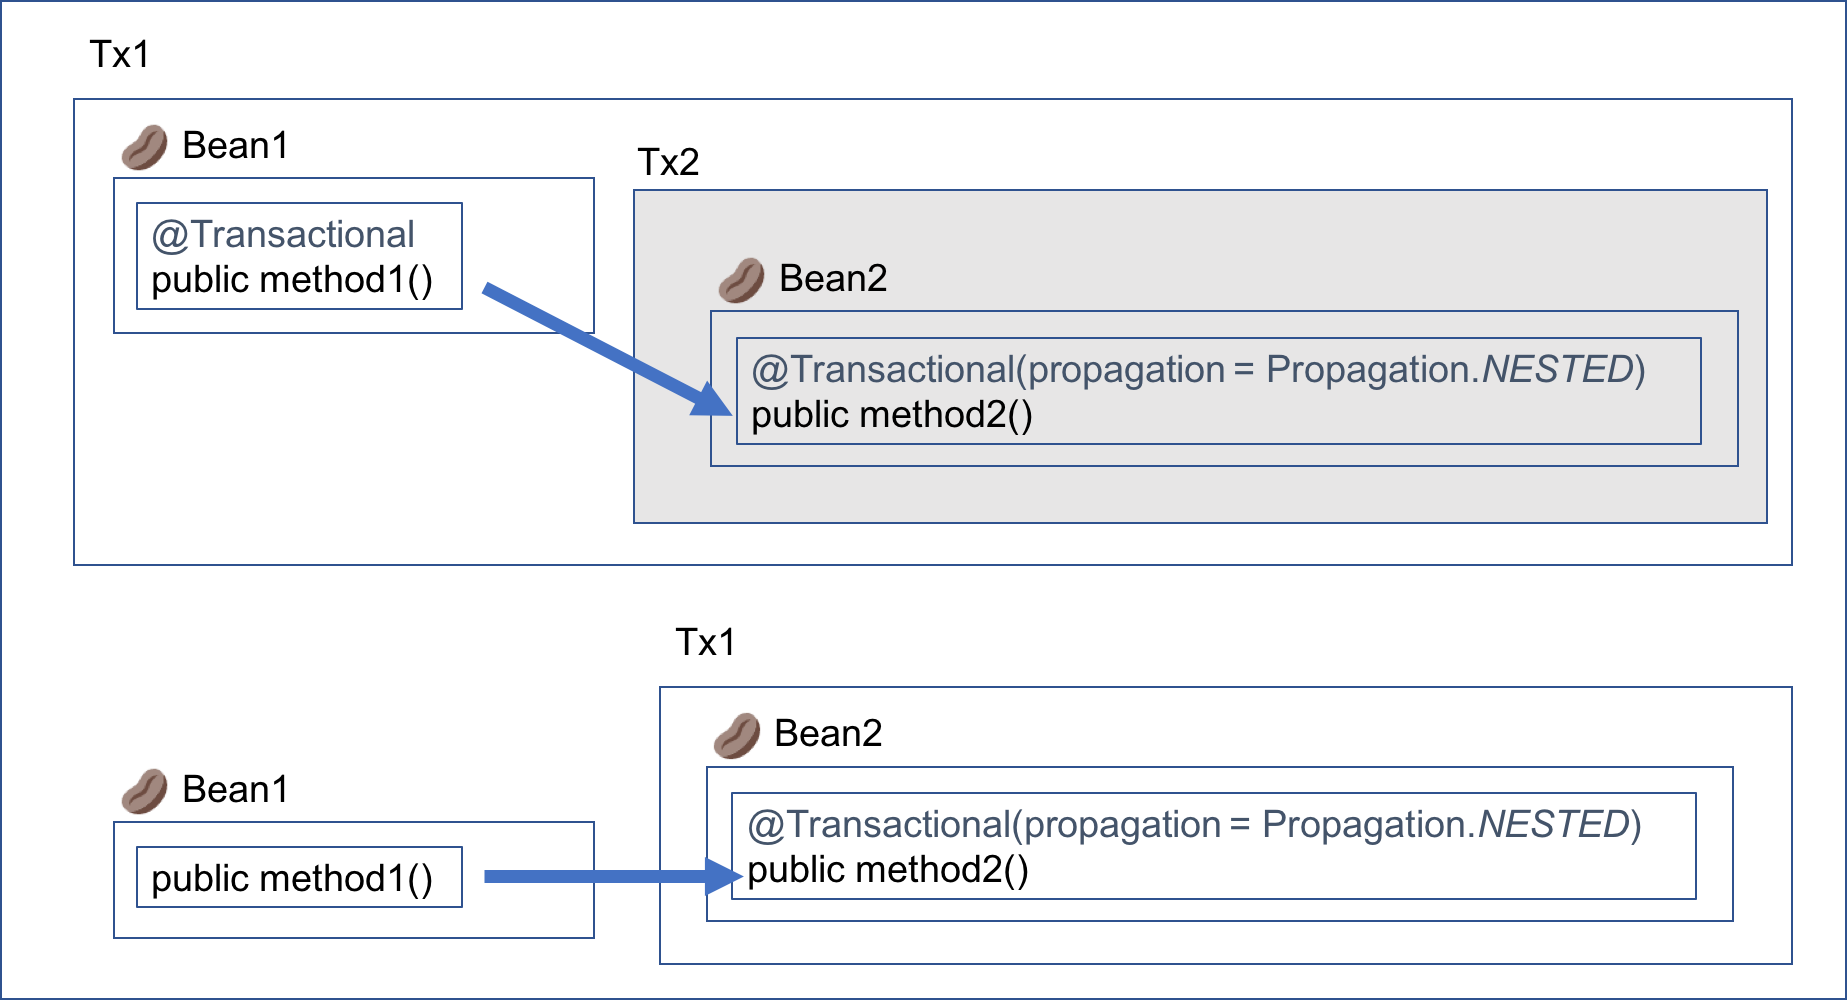 Tx1
Bean1
@Transactional
public method1()
Tx2
Bean2
@Transactional(propagation = Propagation.NESTED)
public method2()
Tx1
Bean2
@Transactional(propagation = Propagation.NESTED)
public method2()
Bean1
public method1()